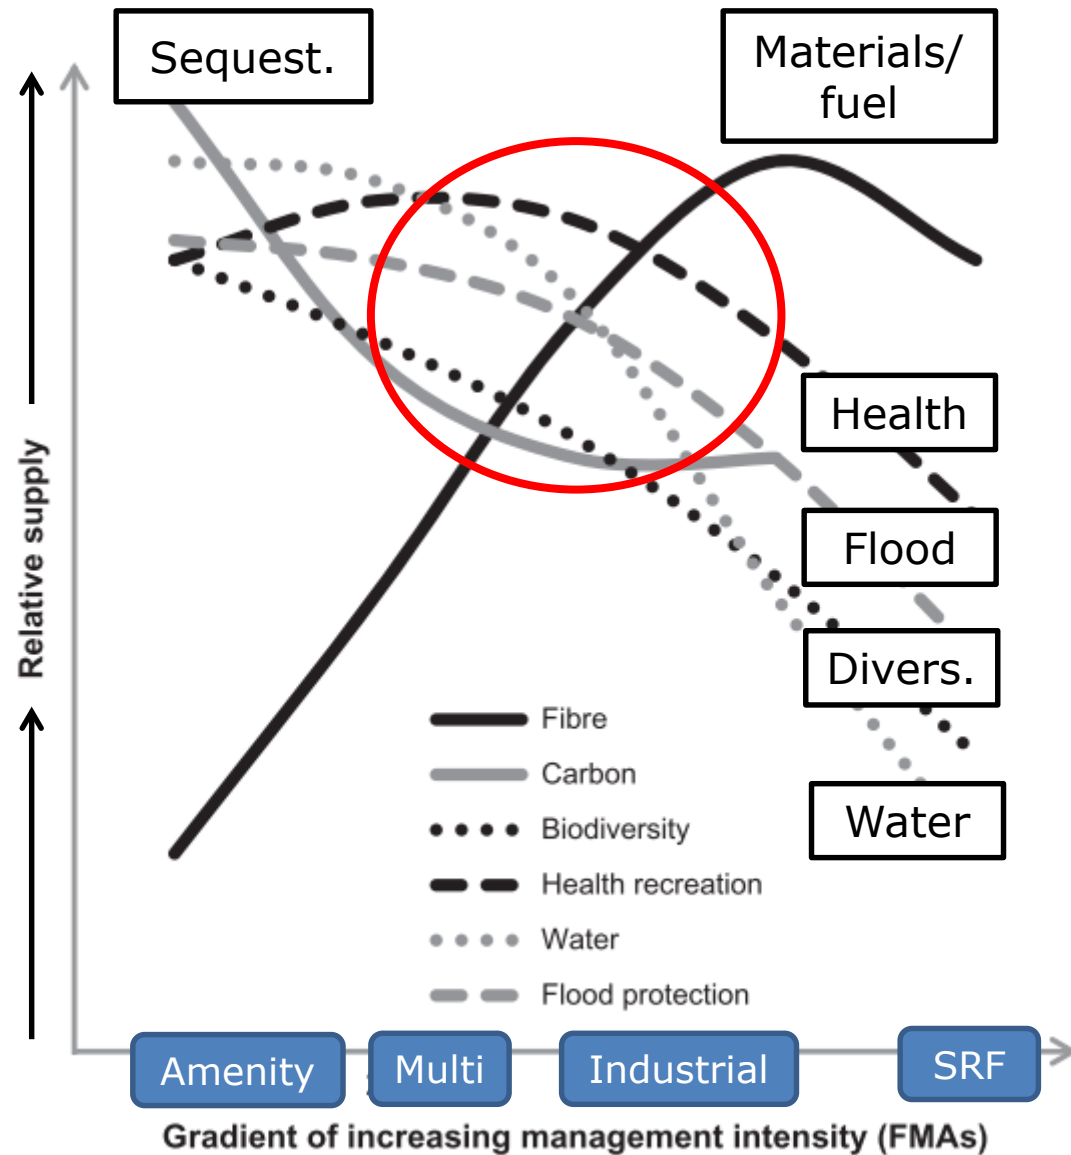 Sequest.
Materials/
fuel
Health
Flood
Divers.
Water
Relative supply
Fibre
Carbon
Biodiversity
Health recreation
Water
Flood protection
Amenity
Multi
Industrial
SRF
Gradient of increasing management intensity (FMAs)